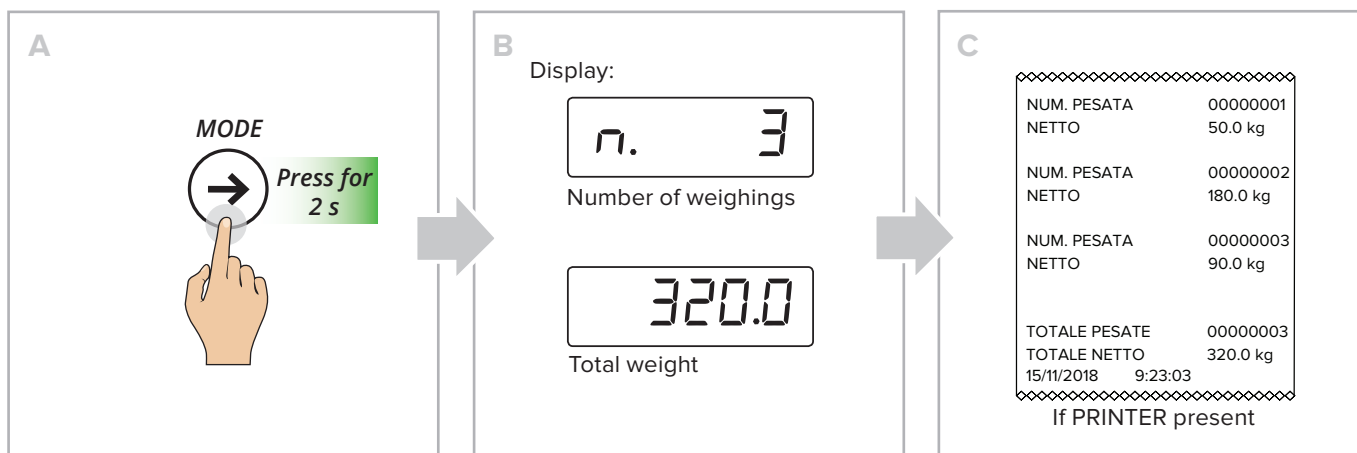 A
MODE
Press for
2 s
B
Display:
n. 3
Number of weighings
320.0
Total weight
C
NUM. PESATA 00000001
NETTO 50.0 kg
NUM. PESATA 00000002
NETTO 180.0 kg
NUM. PESATA 00000003
NETTO 90.0 kg
TOTALE PESATE 00000003
TOTALE NETTO 320.0 kg
15/11/2018 9:23:03
If PRINTER present